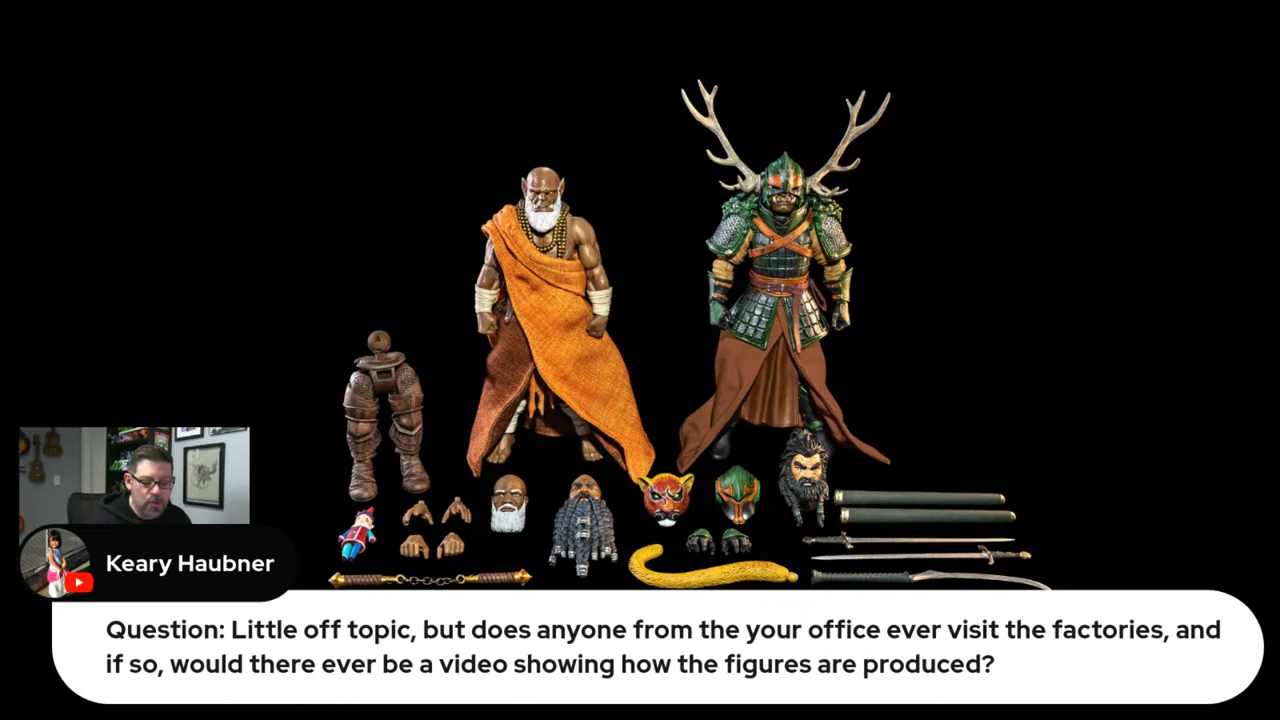 Keary Haubner
Question: Little off topic, but does anyone from the your office ever visit the factories, and
if so, would there ever be a video showing how the figures are produced?